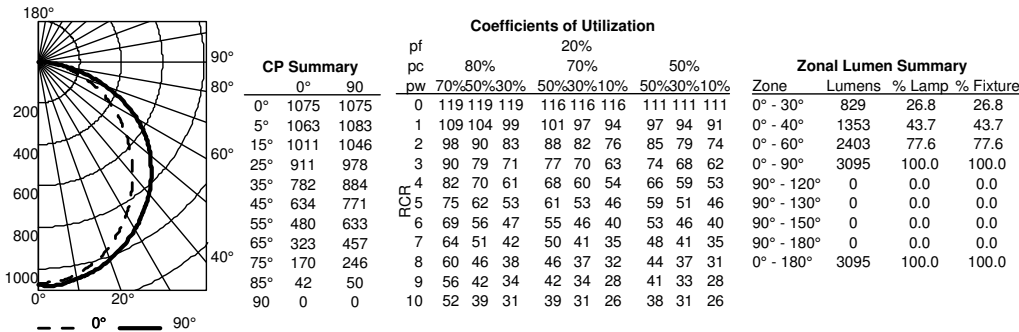 180°
90°
80°
60°
40°
20°
0°
200
400
600
800
1000
0° 90°
CP Summary
0° 90
0° 1075 1075
5° 1063 1083
15° 1011 1046
25° 911 978
35° 782 884
45° 634 771
55° 480 633
65° 323 457
75° 170 246
85° 42 50
90 0 0
Coefficients of Utilization
pf 20%
pc 80% 70% 50%
pw 70%50%30% 50%30%10% 50%30%10%
RCR
0 119 119 119 116 116 116 111 111 111
1 109 104 99 101 97 94 97 94 91
2 98 90 83 88 82 76 85 79 74
3 90 79 71 77 70 63 74 68 62
4 82 70 61 68 60 54 66 59 53
5 75 62 53 61 53 46 59 51 46
6 69 56 47 55 46 40 53 46 40
7 64 51 42 50 41 35 48 41 35
8 60 46 38 46 37 32 44 37 31
9 56 42 34 42 34 28 41 33 28
10 52 39 31 39 31 26 38 31 26
Zonal Lumen Summary
Zone Lumens % Lamp % Fixture
0° - 30° 829 26.8 26.8
0° - 40° 1353 43.7 43.7
0° - 60° 2403 77.6 77.6
0° - 90° 3095 100.0 100.0
90° - 120° 0 0.0 0.0
90° - 130° 0 0.0 0.0
90° - 150° 0 0.0 0.0
90° - 180° 0 0.0 0.0
0° - 180° 3095 100.0 100.0